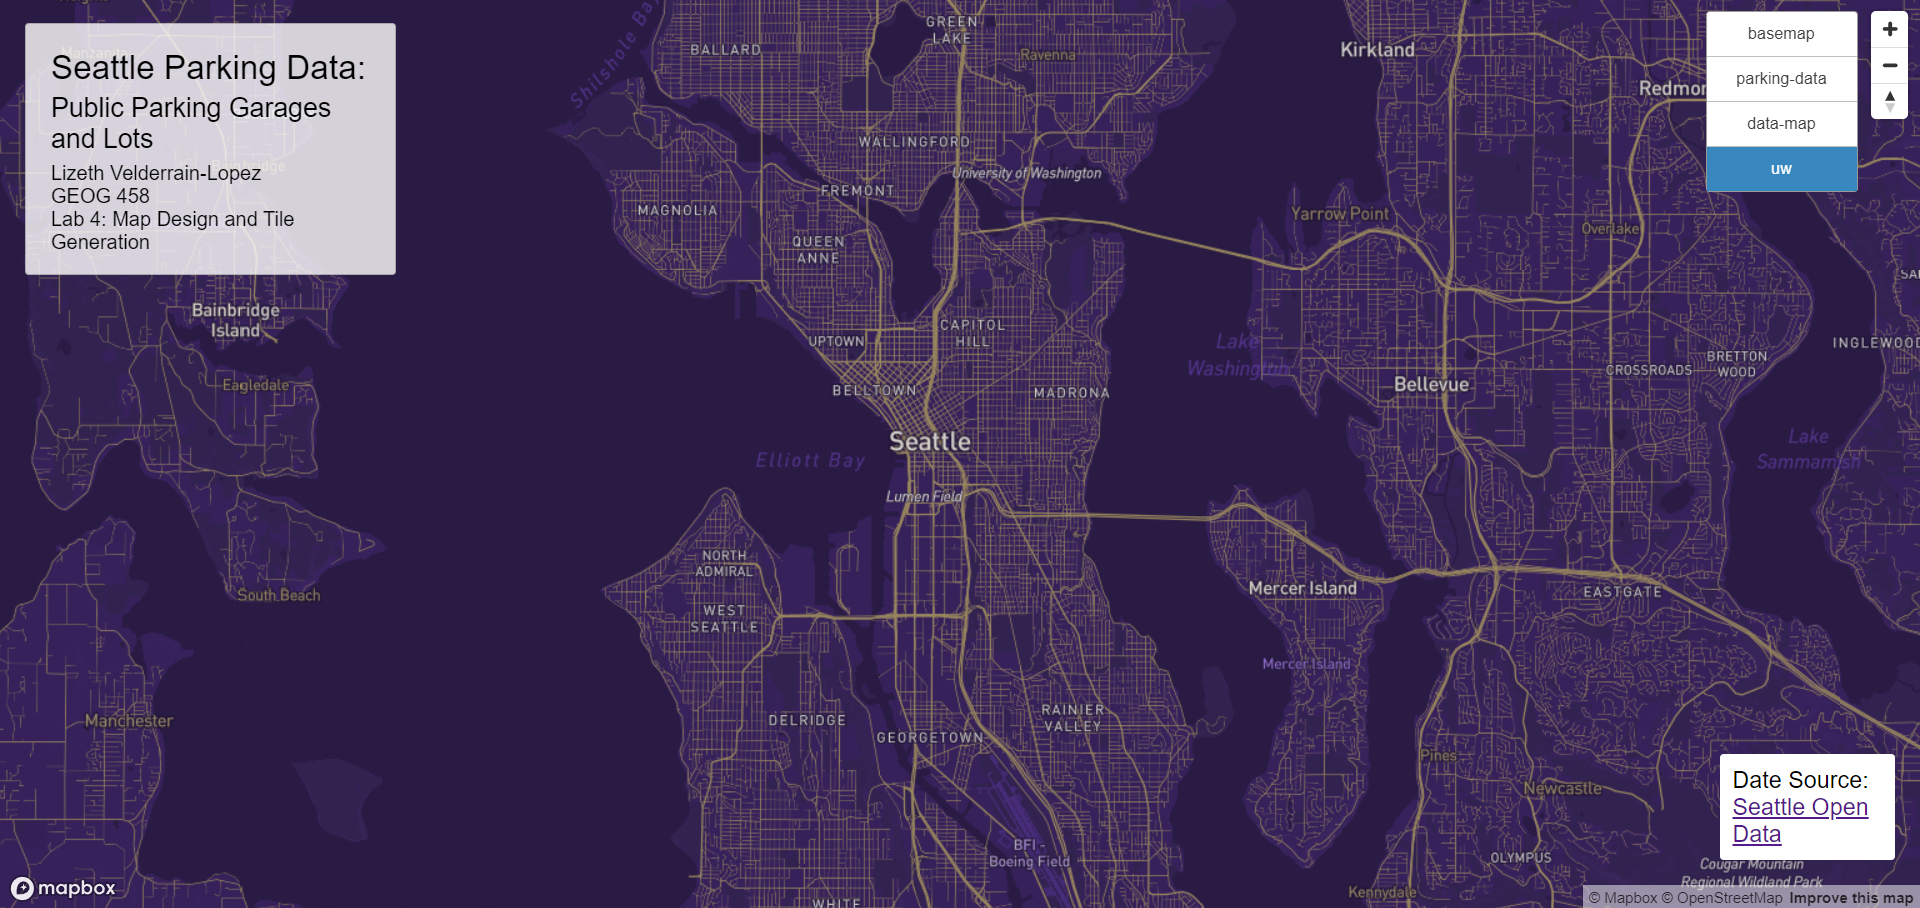 Seattle Parking Data:
Public Parking Garages
and Lots
Lizeth Velderrain-Lopez
GEOG 458
Lab 4: Map Design and Tile
Generation
basemap
parking-data
data-map
uw
Manzanita
Bainbridge
Shilshole Bay
BALLARD
GREEN
LAKE
Ravenna
Kirkland
Redmon
WALLINGFORD
University of Washington
FREMONT
MAGNOLIA
QUEEN
ANNE
Yarrow Point
Overlake
SA
Bainbridge
Island
CAPITOL
HILL
UPTOWN
Lake
Washington
INGLEWOOD
BRETTON
WOOD
CROSSROADS
Eagledale
BELLTOWN
MADRONA
Bellevue
Seattle
Elliott Bay
Lake
Sammamish
Lumen Field
NORTH
ADMIRAL
South Beach
Mercer Island
EASTGATE
WEST
SEATTLE
Mercer Island
Manchester
DELRIDGE
RAINIER
VALLEY
GEORGETOWN
Pines
Newcastle
BFI -
Boeing Field
OLYMPUS
Cougar Mountain
Regional Wildland Park
Kennydale
WHITE
Date Source:
Seattle Open
Data
mapbox
© Mapbox © OpenStreetMap Improve this map